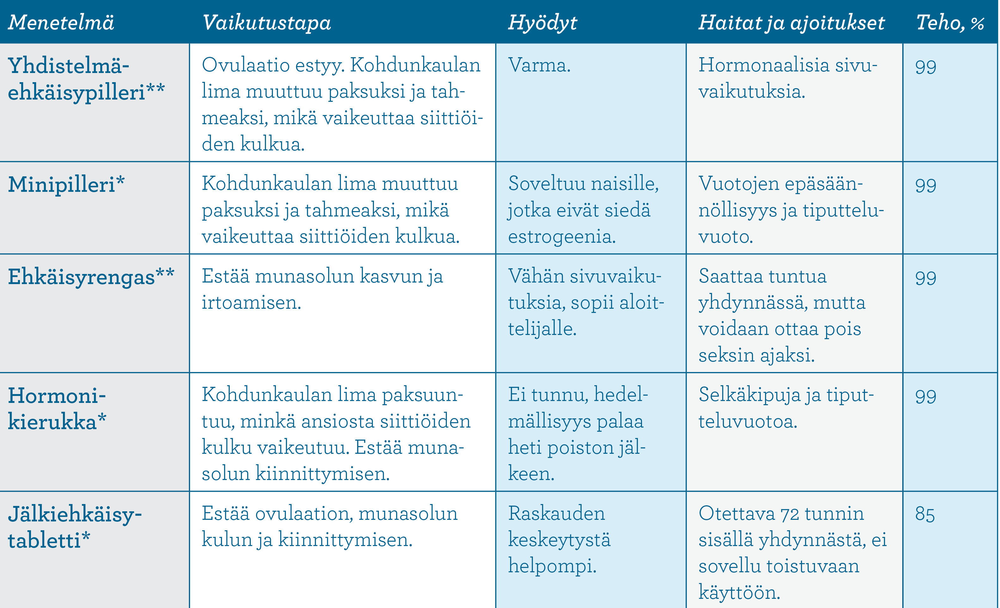 Menetelmä Vaikutustapa Hyödyt Haitat ja ajoitukset Teho, %
Yhdistelmä-
ehkäisypilleri**
Ovulaatio estyy. Kohdunkaulan
lima muuttuu paksuksi ja tah-
meaksi, mikä vaikeuttaa siittiöi-
den kulkua.
Varma.
Hormonaalisia sivu-
vaikutuksia.
99
Minipilleri*
Kohdunkaulan lima muuttuu
paksuksi ja tahmeaksi, mikä
vaikeuttaa siittiöiden kulkua.
Soveltuu naisille,
jotka eivät siedä
estrogeenia.
Vuotojen epäsään-
nöllisyys ja tiputtelu-
vuoto.
99
Ehkäisyrengas**
Estää munasolun kasvun ja
irtoamisen.
Vähän sivuvaiku-
tuksia, sopii aloit-
telijalle.
Saattaa tuntua
yhdynnässä, mutta
voidaan ottaa pois
seksin ajaksi.
99
Hormoni-
kierukka*
Kohdunkaulan lima paksuun-
tuu, minkä ansiosta siittiöiden
kulku vaikeutuu. Estää muna-
solun kiinnittymisen.
Ei tunnu, hedel-
mällisyys palaa
heti poiston jäl-
keen.
Selkäkipuja ja tiput-
teluvuotoa.
99
Jälkiehkäisy-
tabletti*
Estää ovulaation, munasolun
kulun ja kiinnittymisen.
Raskauden
keskeytystä
helpompi.
Otettava 72 tunnin
sisällä yhdynnästä, ei
sovellu toistuvaan
käyttöön.
85